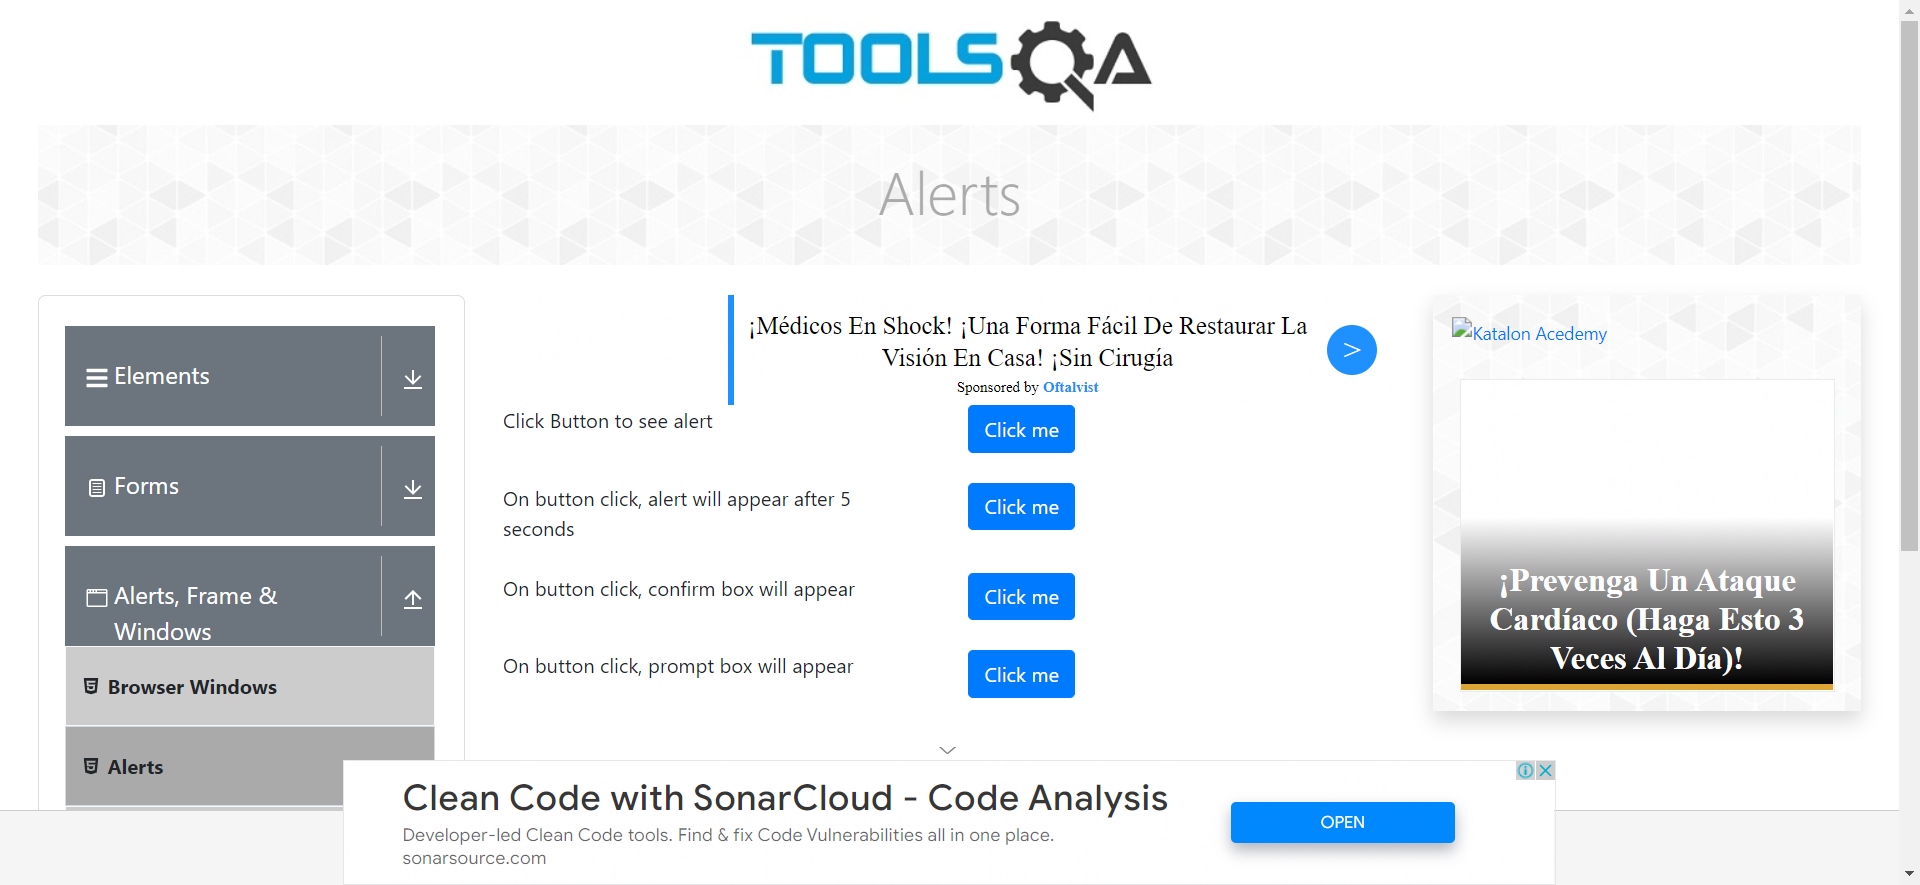 TOOLSQA
Alerts
Elements
Forms
Alerts, Frame &
Windows
Browser Windows
Alerts
¡Médicos En Shock! ¡Una Forma Fácil De Restaurar La
Visión En Casa! ¡Sin Cirugía
Sponsored by Oftalvist
>
Click Button to see alert
Click me
On button click, alert will appear after 5
seconds
Click me
On button click, confirm box will appear
Click me
On button click, prompt box will appear
Click me
Katalon Acedemy
¡Prevenga Un Ataque
Cardíaco (Haga Esto 3
Veces Al Día)!
Clean Code with SonarCloud - Code Analysis
Developer-led Clean Code tools. Find & fix Code Vulnerabilities all in one place.
sonarsource.com
OPEN